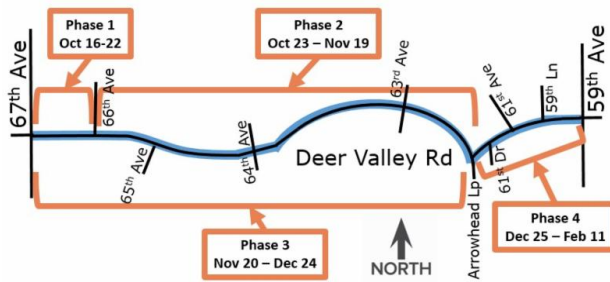 Phase 1
Oct 16-22
Phase 2
Oct 23 – Nov 19
67th Ave
66th Ave
65th Ave
64th Ave
63rd Ave
61st Ave
59th Ln
59th Ave
Deer Valley Rd
Arrowhead Lp
61st Dr
Phase 4
Dec 25 – Feb 11
Phase 3
Nov 20 – Dec 24
NORTH